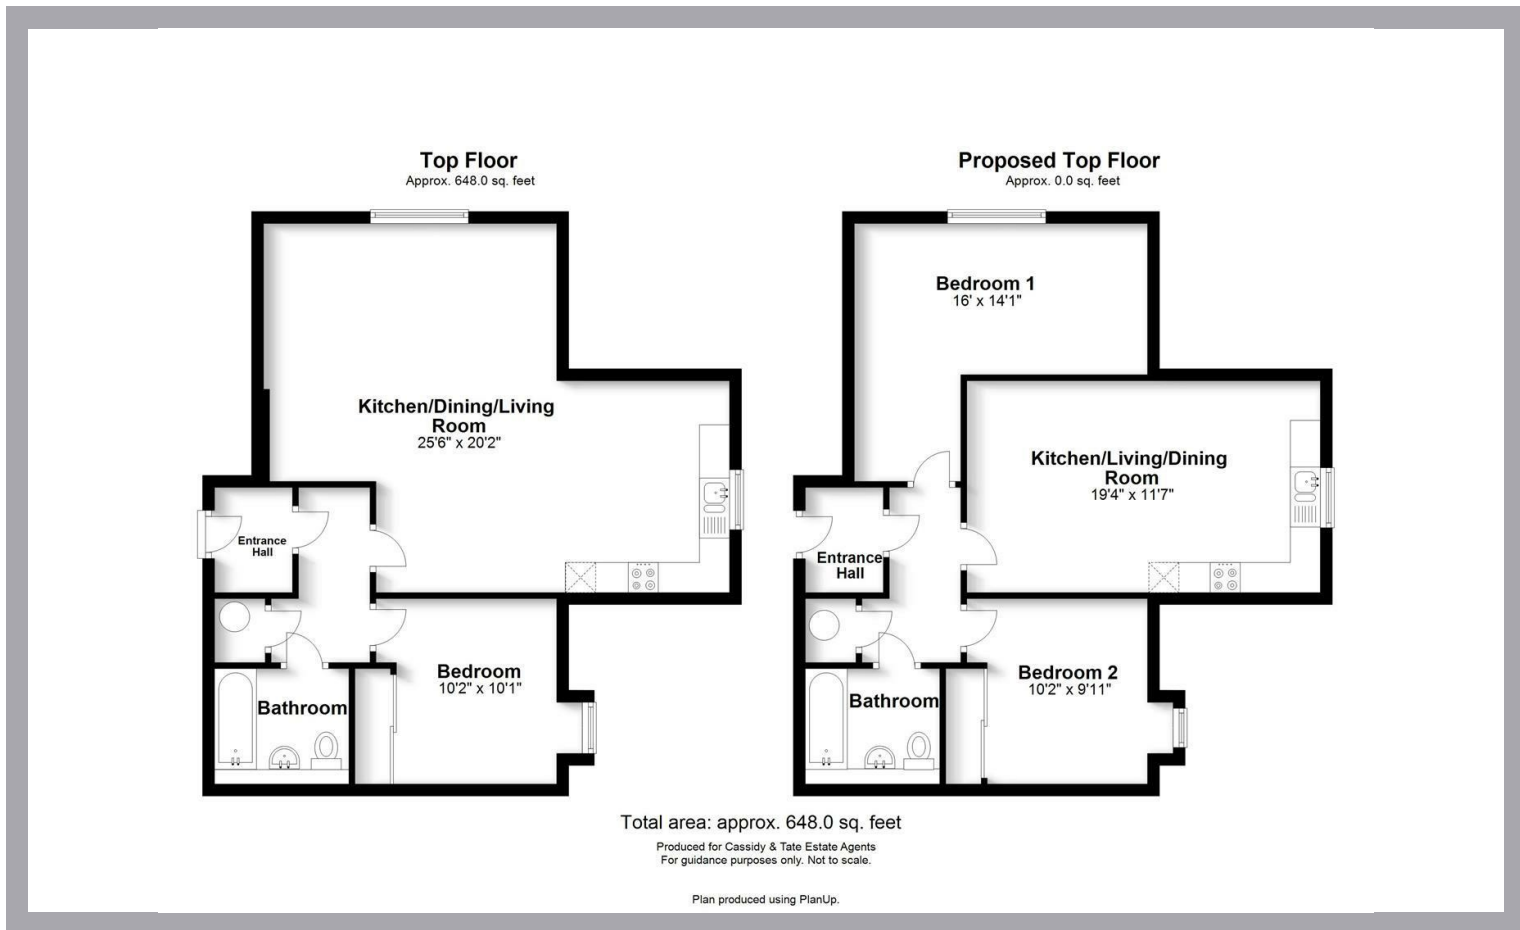 Top Floor
Approx. 648.0 sq. feet
Kitchen/Dining/Living
Room
25'6" x 20'2"
Entrance
Hall
Bedroom
10'2" x 10'1"
Bathroom
Proposed Top Floor
Approx. 0.0 sq. feet
Bedroom 1
16' x 14'1"
Kitchen/Living/Dining
Room
19'4" x 11'7"
Entrance
Hall
Bedroom 2
10'2" x 9'11"
Bathroom
Total area: approx. 648.0 sq. feet
Produced for Cassidy & Tate Estate Agents
For guidance purposes only. Not to scale.
Plan produced using PlanUp.